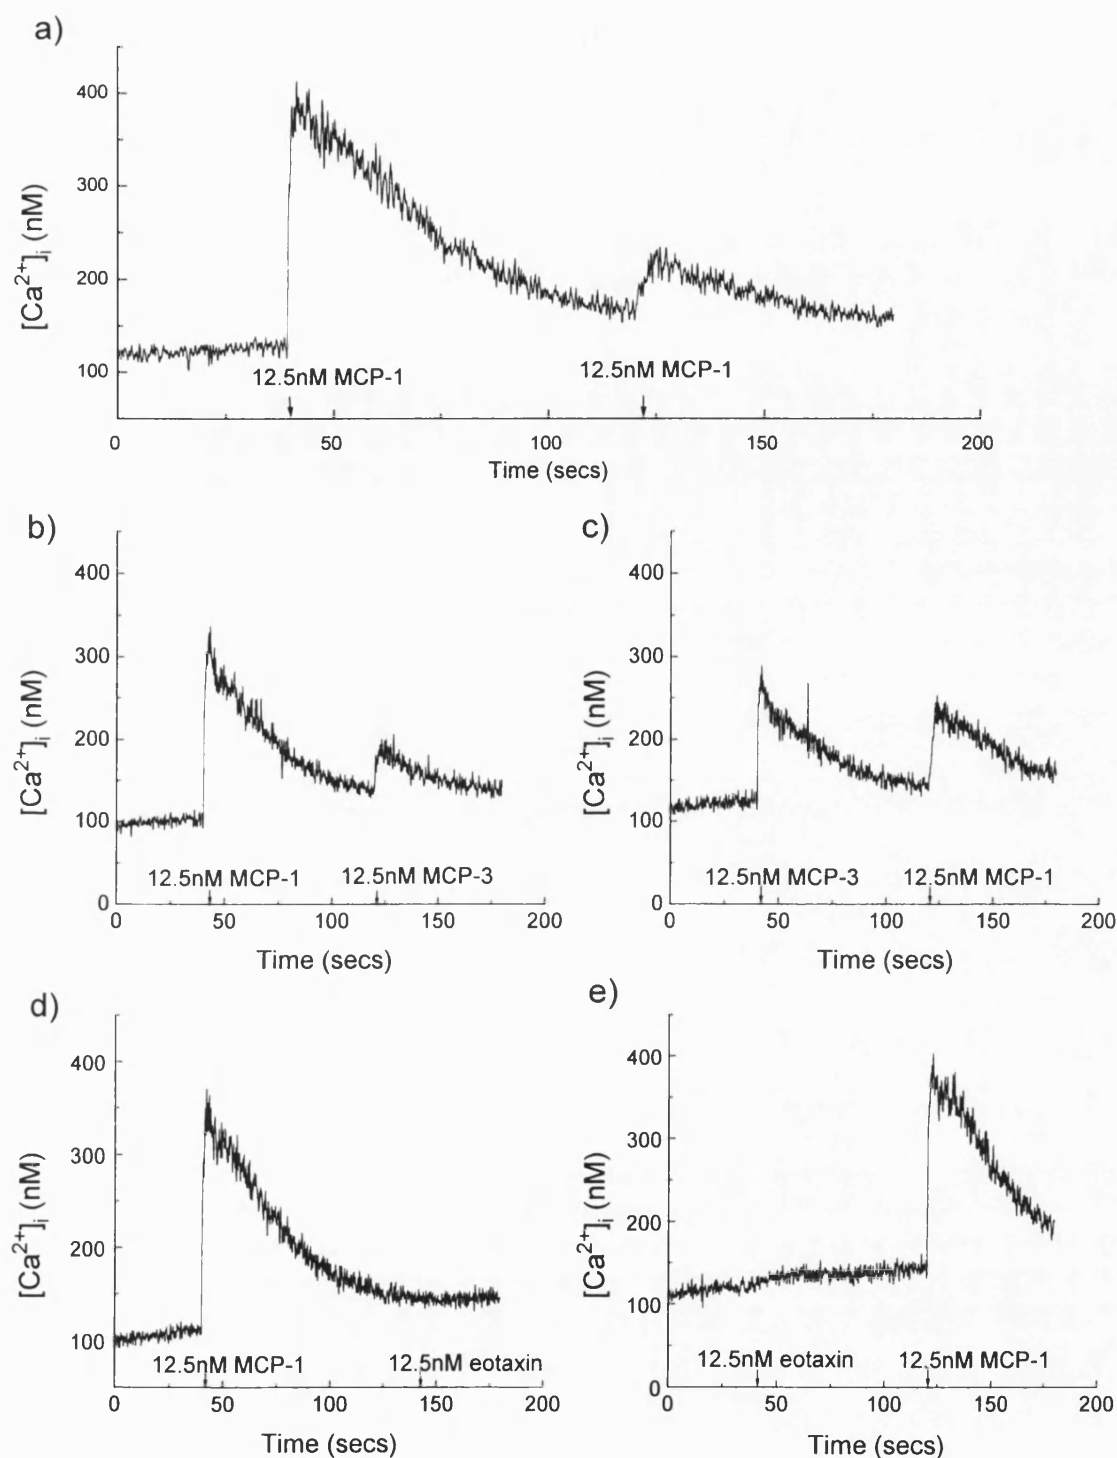 a)
400
300
200
100
[Ca²⁺]ᵢ (nM)
12.5nM MCP-1
12.5nM MCP-1
0
50
100
150
200
Time (secs)
b)
400
300
200
100
0
[Ca²⁺]ᵢ (nM)
12.5nM MCP-1
12.5nM MCP-3
0
50
100
150
200
Time (secs)
c)
400
300
200
100
0
[Ca²⁺]ᵢ (nM)
12.5nM MCP-3
12.5nM MCP-1
0
50
100
150
200
Time (secs)
d)
400
300
200
100
[Ca²⁺]ᵢ (nM)
12.5nM MCP-1
12.5nM eotaxin
0
50
100
150
200
Time (secs)
e)
400
300
200
100
0
[Ca²⁺]ᵢ (nM)
12.5nM eotaxin
12.5nM MCP-1
0
50
100
150
200
Time (secs)